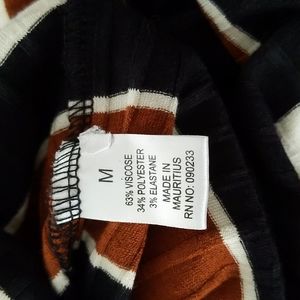 M
63% VISCOSE
34% POLYESTER
3% ELASTANE
MADE IN
MAURITIUS
RN NO: 090233